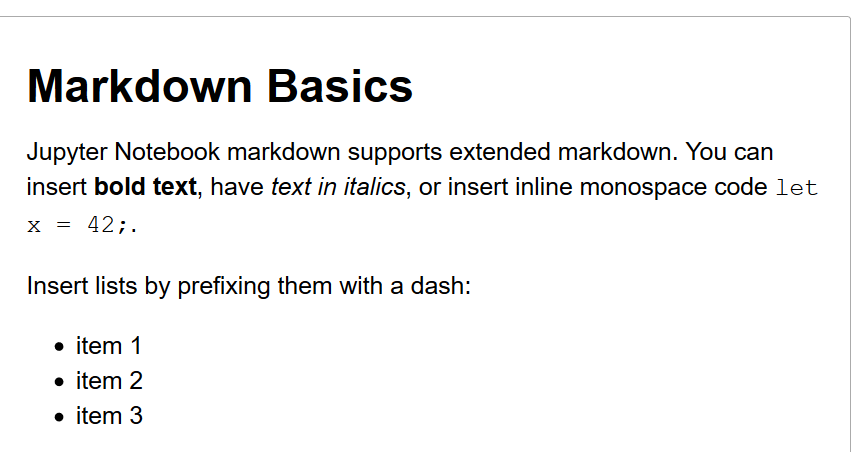 Markdown Basics
Jupyter Notebook markdown supports extended markdown. You can
insert bold text, have text in italics, or insert inline monospace code let
x = 42;.
Insert lists by prefixing them with a dash:
• item 1
• item 2
• item 3